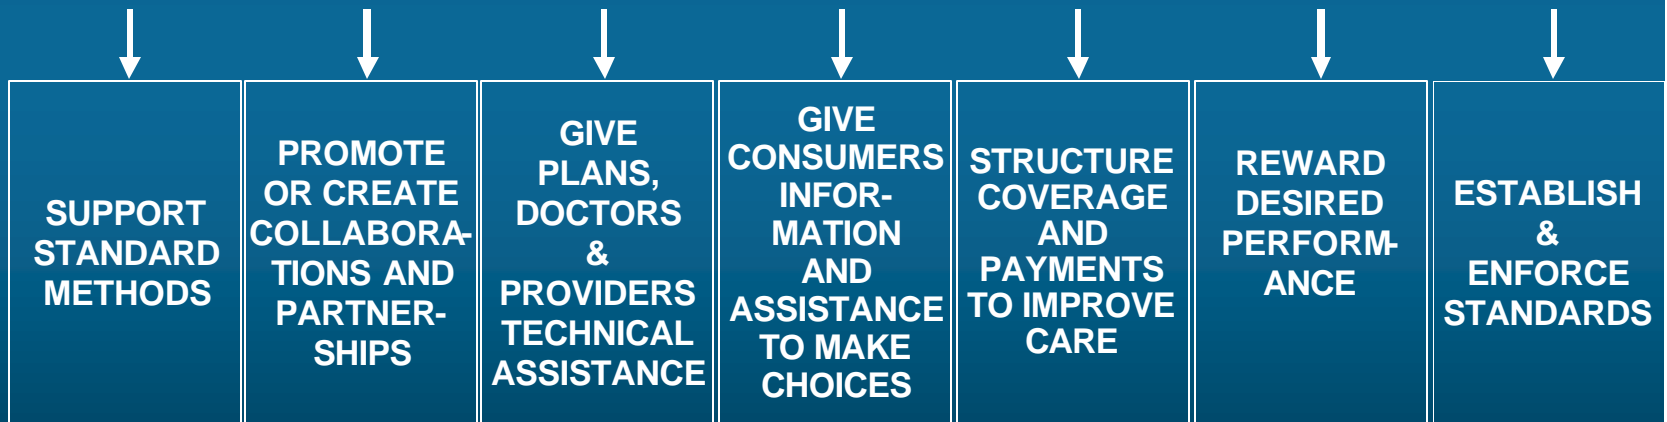 SUPPORT
STANDARD
METHODS
PROMOTE
OR CREATE
COLLABORA-
TIONS AND
PARTNER-
SHIPS
GIVE
PLANS,
DOCTORS
&
PROVIDERS
TECHNICAL
ASSISTANCE
GIVE
CONSUMERS
INFOR-
MATION
AND
ASSISTANCE
TO MAKE
CHOICES
STRUCTURE
COVERAGE
AND
PAYMENTS
TO IMPROVE
CARE
REWARD
DESIRED
PERFORM-
ANCE
ESTABLISH
&
ENFORCE
STANDARDS